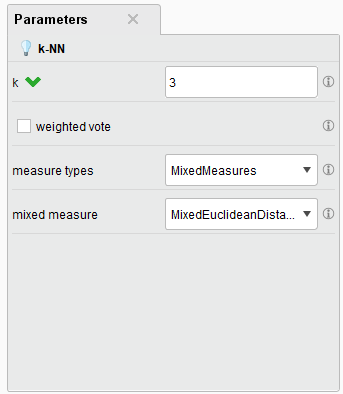 Parameters
k-NN
k 3
weighted vote
measure types MixedMeasures
mixed measure MixedEuclideanDista...